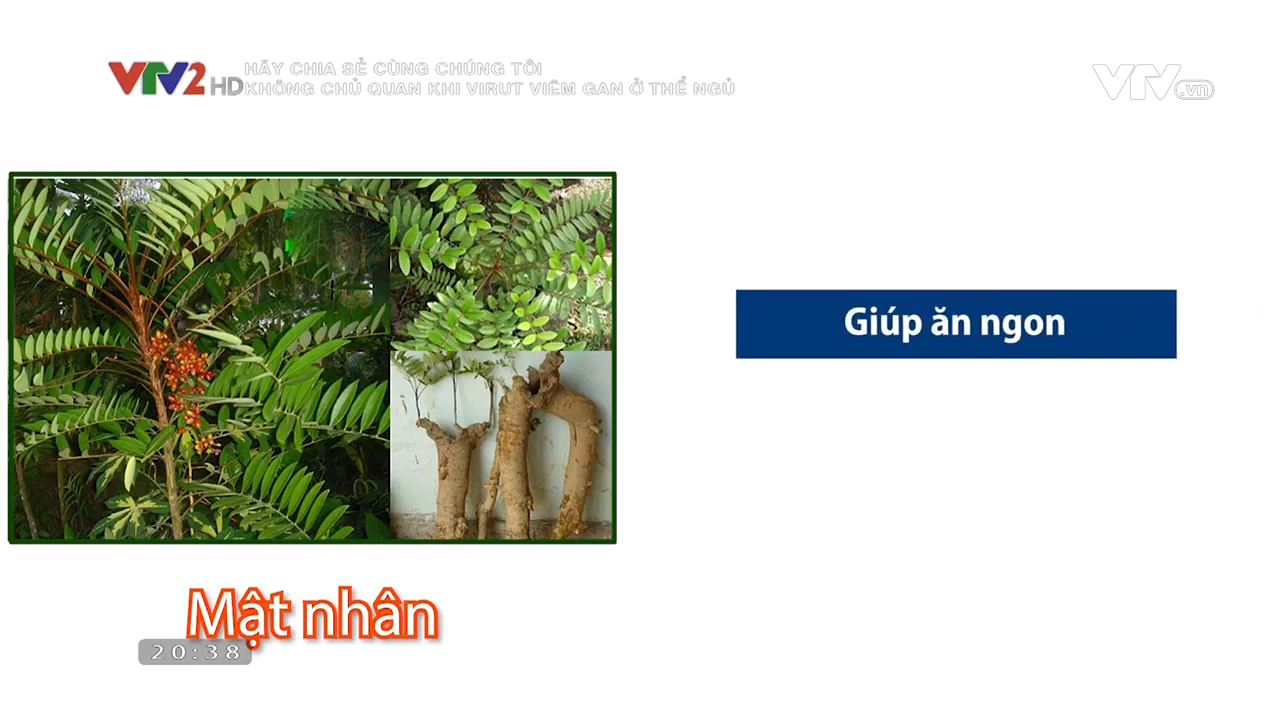 VTV2 HD
HÃY CHIA SẺ CÙNG CHÚNG TÔI
KHÔNG CHỦ QUAN KHI VIRUT VIÊM GAN Ở THỂ NGỦ
VTV.vn
Giúp ăn ngon
Mật nhân
20:38